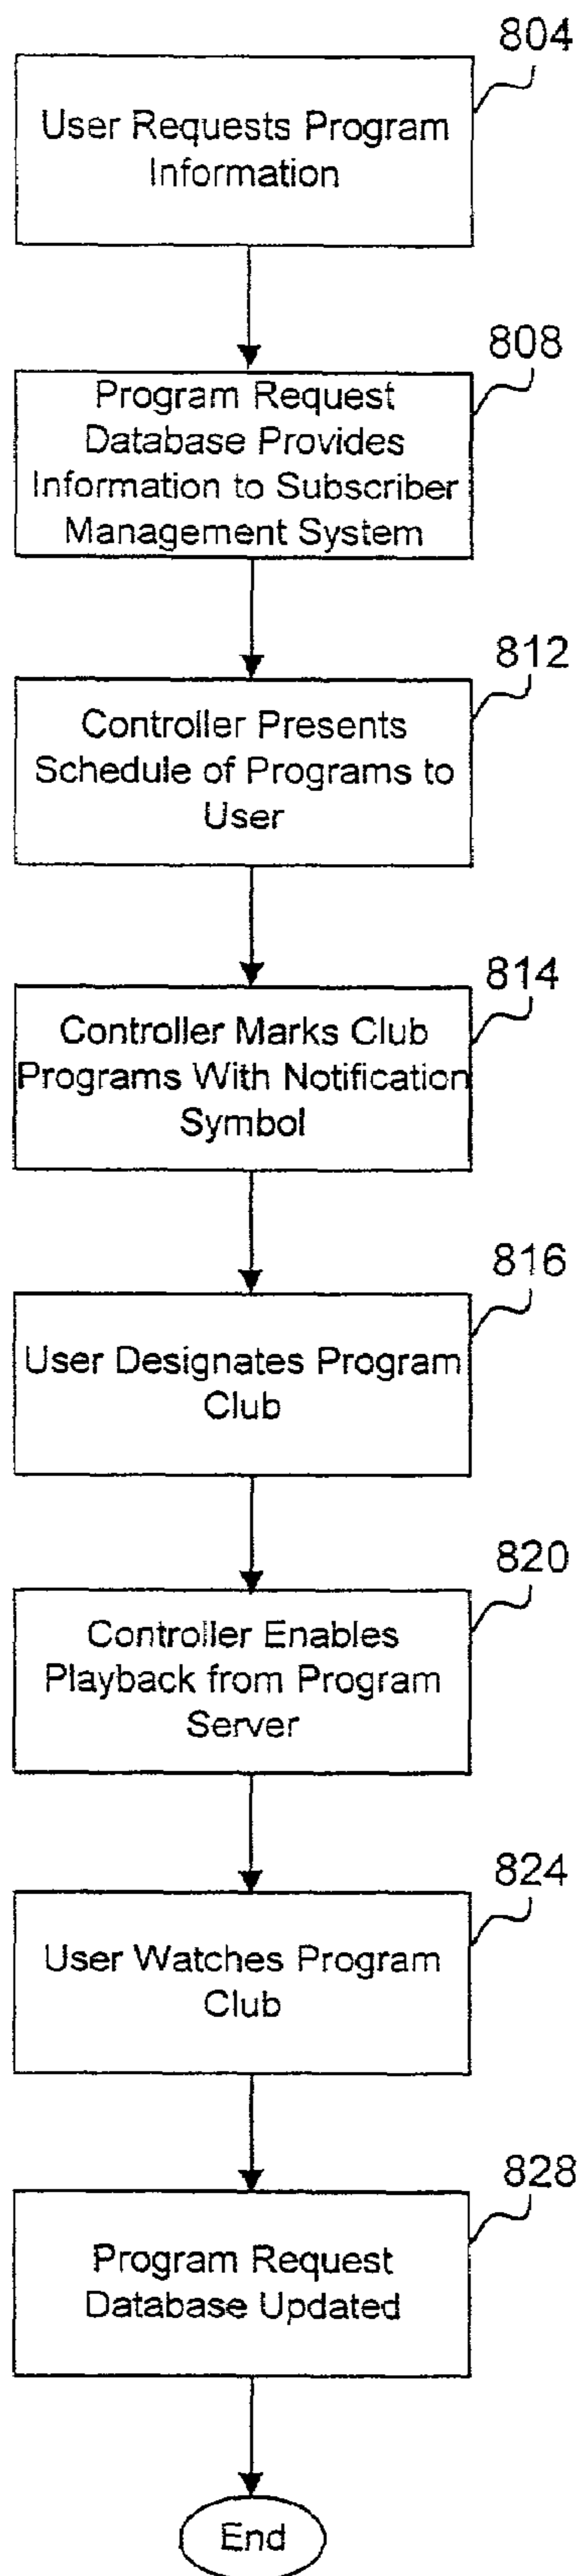 804
User Requests Program
Information
808
Program Request
Database Provides
Information to Subscriber
Management System
812
Controller Presents
Schedule of Programs to
User
814
Controller Marks Club
Programs With Notification
Symbol
816
User Designates Program
Club
820
Controller Enables
Playback from Program
Server
824
User Watches Program
Club
828
Program Request
Database Updated
End